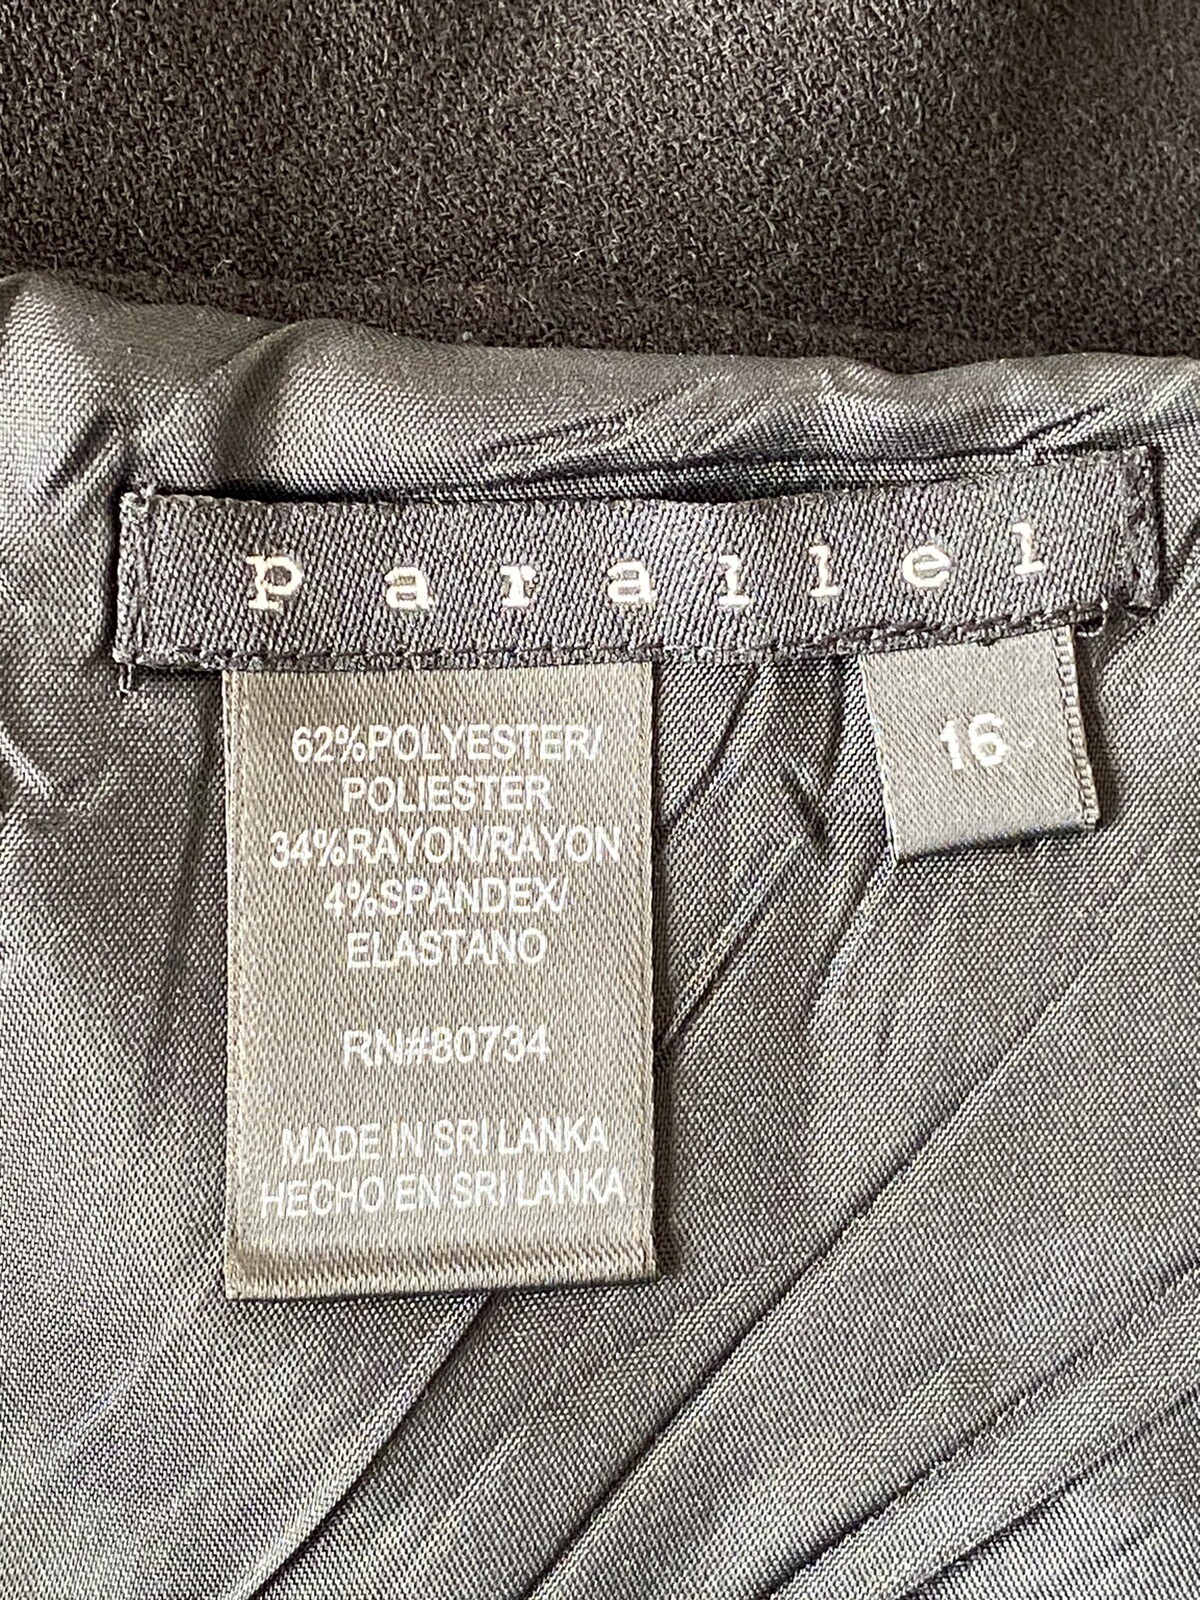 parallel
16
62%POLYESTER/
POLIESTER
34%RAYON/RAYON
4%SPANDEX/
ELASTANO
RN#80734
MADE IN SRI LANKA
HECHO EN SRI LANKA